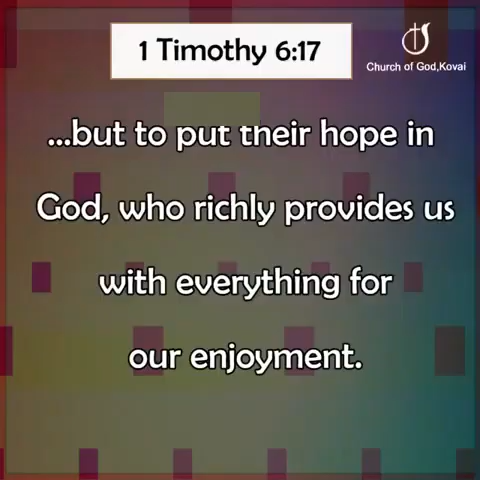 1 Timothy 6:17
Church of God,Kovai
...but to put their hope in
God, who richly provides us
with everything for
our enjoyment.